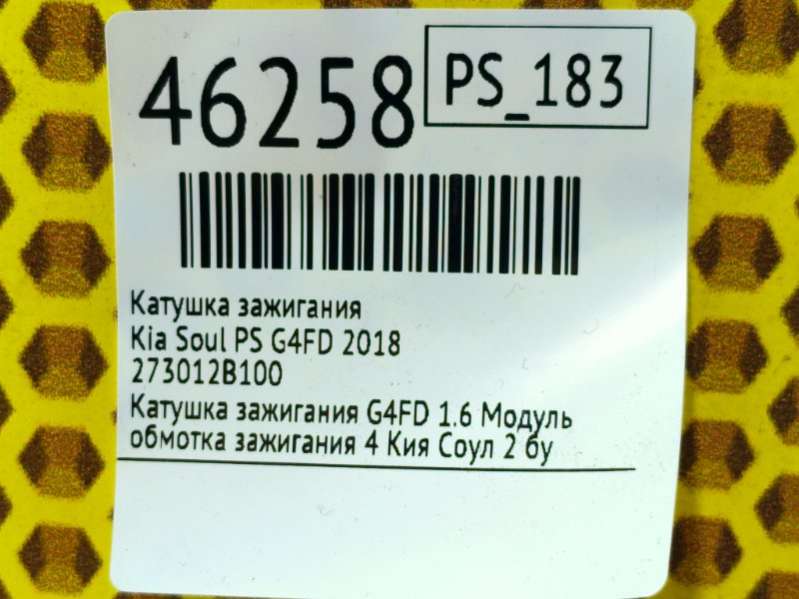 46258
PS_183
Катушка зажигания
Kia Soul PS G4FD 2018
273012B100
Катушка зажигания G4FD 1.6 Модуль
обмотка зажигания 4 Кия Соул 2 бу